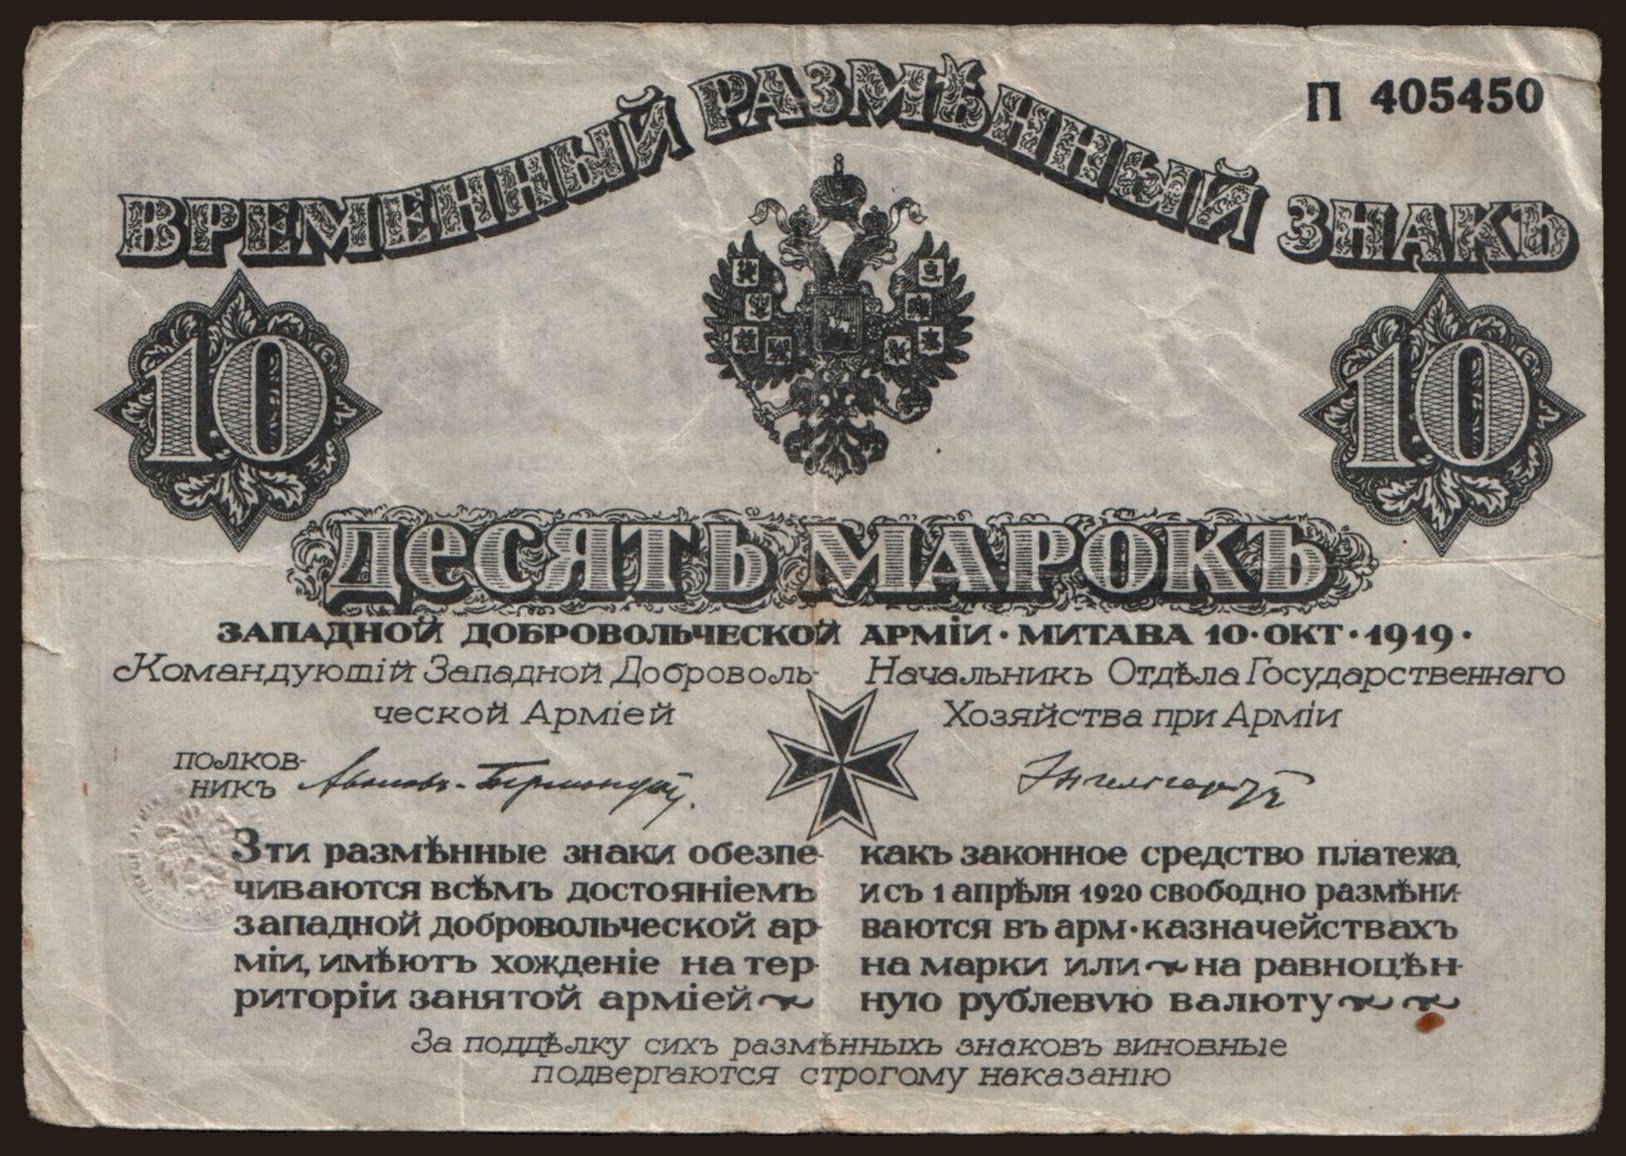 П 405450
ВРЕМЕННЫЙ РАЗМѢННЫЙ ЗНАКЪ
10 10
ДЕСЯТЬ МАРОКЪ
ЗАПАДНОЙ ДОБРОВОЛЬЧЕСКОЙ АРМІИ · МИТАВА 10 · ОКТ · 1919 ·
Командующій Западной Доброволь-
ческой Арміей
полков-
никъ Аваловъ-Бермондтъ.
Начальникъ Отдѣла Государственнаго
Хозяйства при Арміи
Эти размѣнные знаки обезпе-
чиваются всѣмъ достояніемъ
западной добровольческой ар-
міи, имѣютъ хожденіе на тер-
риторіи занятой арміей
какъ законное средство платежа
и съ 1 апрѣля 1920 свободно размѣни-
ваются въ арм · казначействахъ
на марки или на равноцѣн-
ную рублевую валюту
За поддѣлку сихъ размѣнныхъ знаковъ виновные
подвергаются строгому наказанію